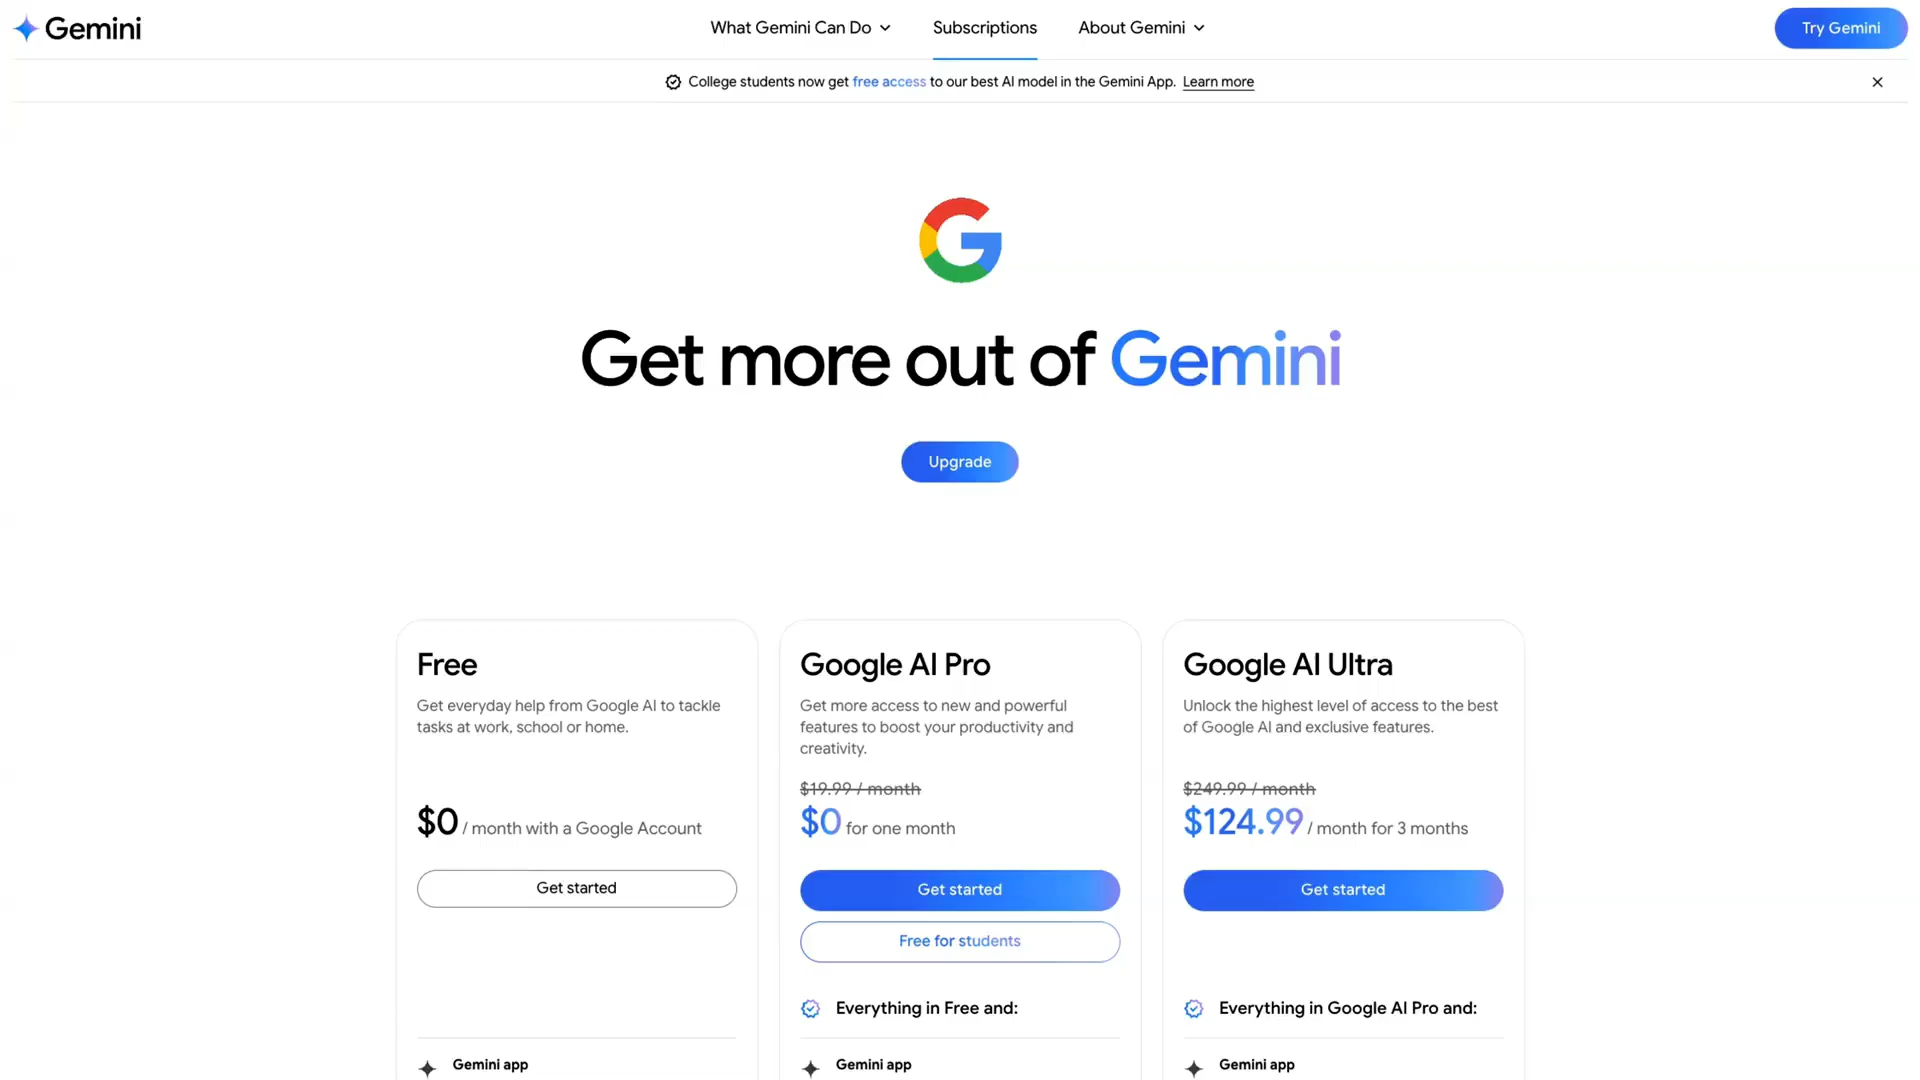 Gemini
What Gemini Can Do
Subscriptions
About Gemini
Try Gemini
College students now get free access to our best AI model in the Gemini App. Learn more
Get more out of Gemini
Upgrade
Free
Get everyday help from Google AI to tackle
tasks at work, school or home.
$0 / month with a Google Account
Get started
Gemini app
Google AI Pro
Get more access to new and powerful
features to boost your productivity and
creativity.
$19.99 / month
$0 for one month
Get started
Free for students
Everything in Free and:
Gemini app
Google AI Ultra
Unlock the highest level of access to the best
of Google AI and exclusive features.
$249.99 / month
$124.99 / month for 3 months
Get started
Everything in Google AI Pro and:
Gemini app